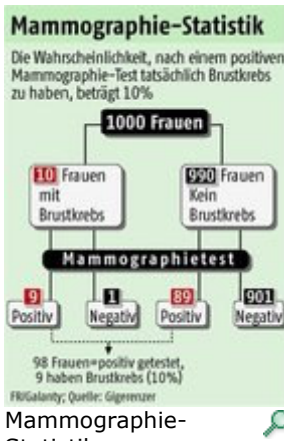 Mammographie-Statistik
Die Wahrscheinlichkeit, nach einem positiven
Mammographie-Test tatsächlich Brustkrebs
zu haben, beträgt 10%
1000 Frauen
10 Frauen
mit
Brustkrebs
990 Frauen
Kein
Brustkrebs
Mammographietest
9
Positiv
1
Negativ
89
Positiv
901
Negativ
98 Frauen=positiv getestet,
9 haben Brustkrebs (10%)
FR/Galanty; Quelle: Gigerenzer
Mammographie-